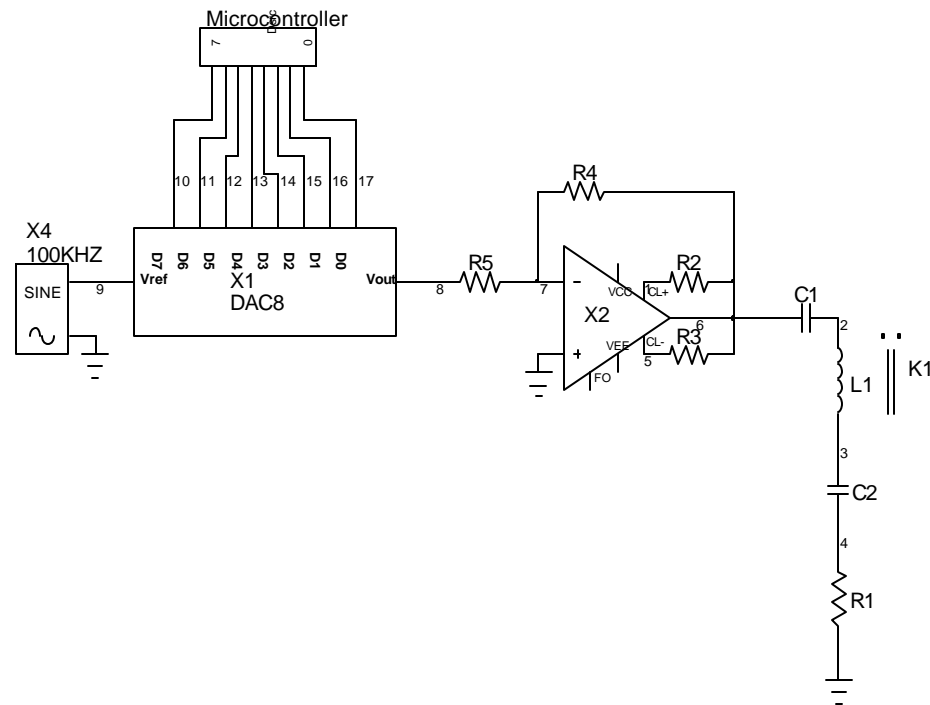 Microcontroller
7
0
10 11 12 13 14 15 16 17
X4
100KHZ
SINE
9
D7 D6 D5 D4 D3 D2 D1 D0
Vref
X1
DAC8
Vout
8
R5
R4
7
X2
VCC
1
CL+
R2
6
VEE
CL-
5
R3
FO
C1
2
L1
K1
3
C2
4
R1